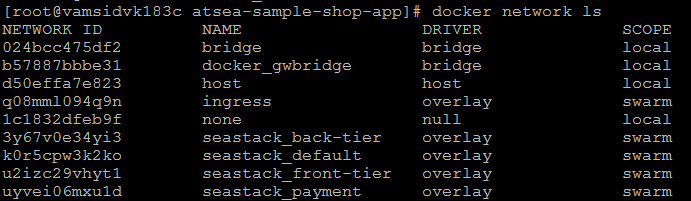 [root@vamsidvk183c atsea-sample-shop-app]# docker network ls
NETWORK ID NAME DRIVER SCOPE
024bcc475df2 bridge bridge local
b57887bbbe31 docker_gwbridge bridge local
d50effa7e823 host host local
q08mml094q9n ingress overlay swarm
1c1832dfeb9f none null local
3y67v0e34yi3 seastack_back-tier overlay swarm
k0r5cpw3k2ko seastack_default overlay swarm
u2izc29vhyt1 seastack_front-tier overlay swarm
uyvei06mxu1d seastack_payment overlay swarm